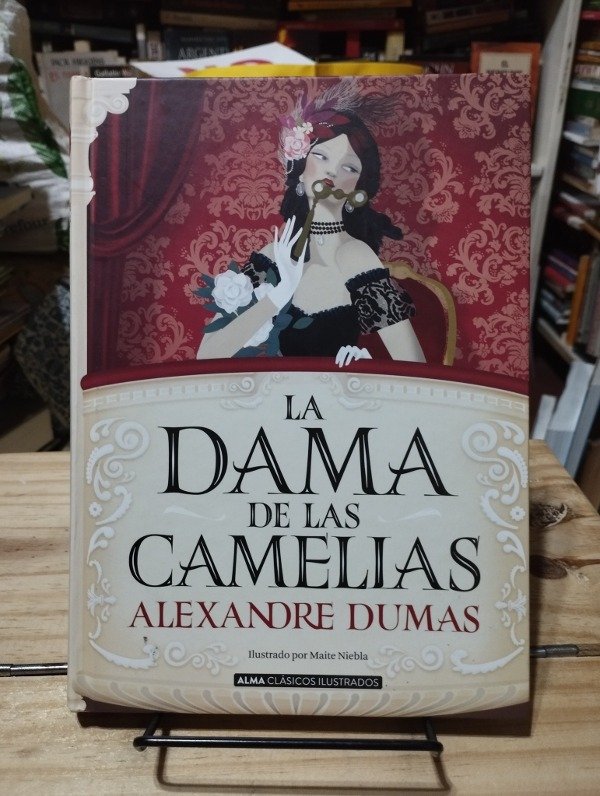 LA
DAMA
DE LAS
CAMELIAS
ALEXANDRE DUMAS
Ilustrado por Maite Niebla
ALMA CLÁSICOS ILUSTRADOS